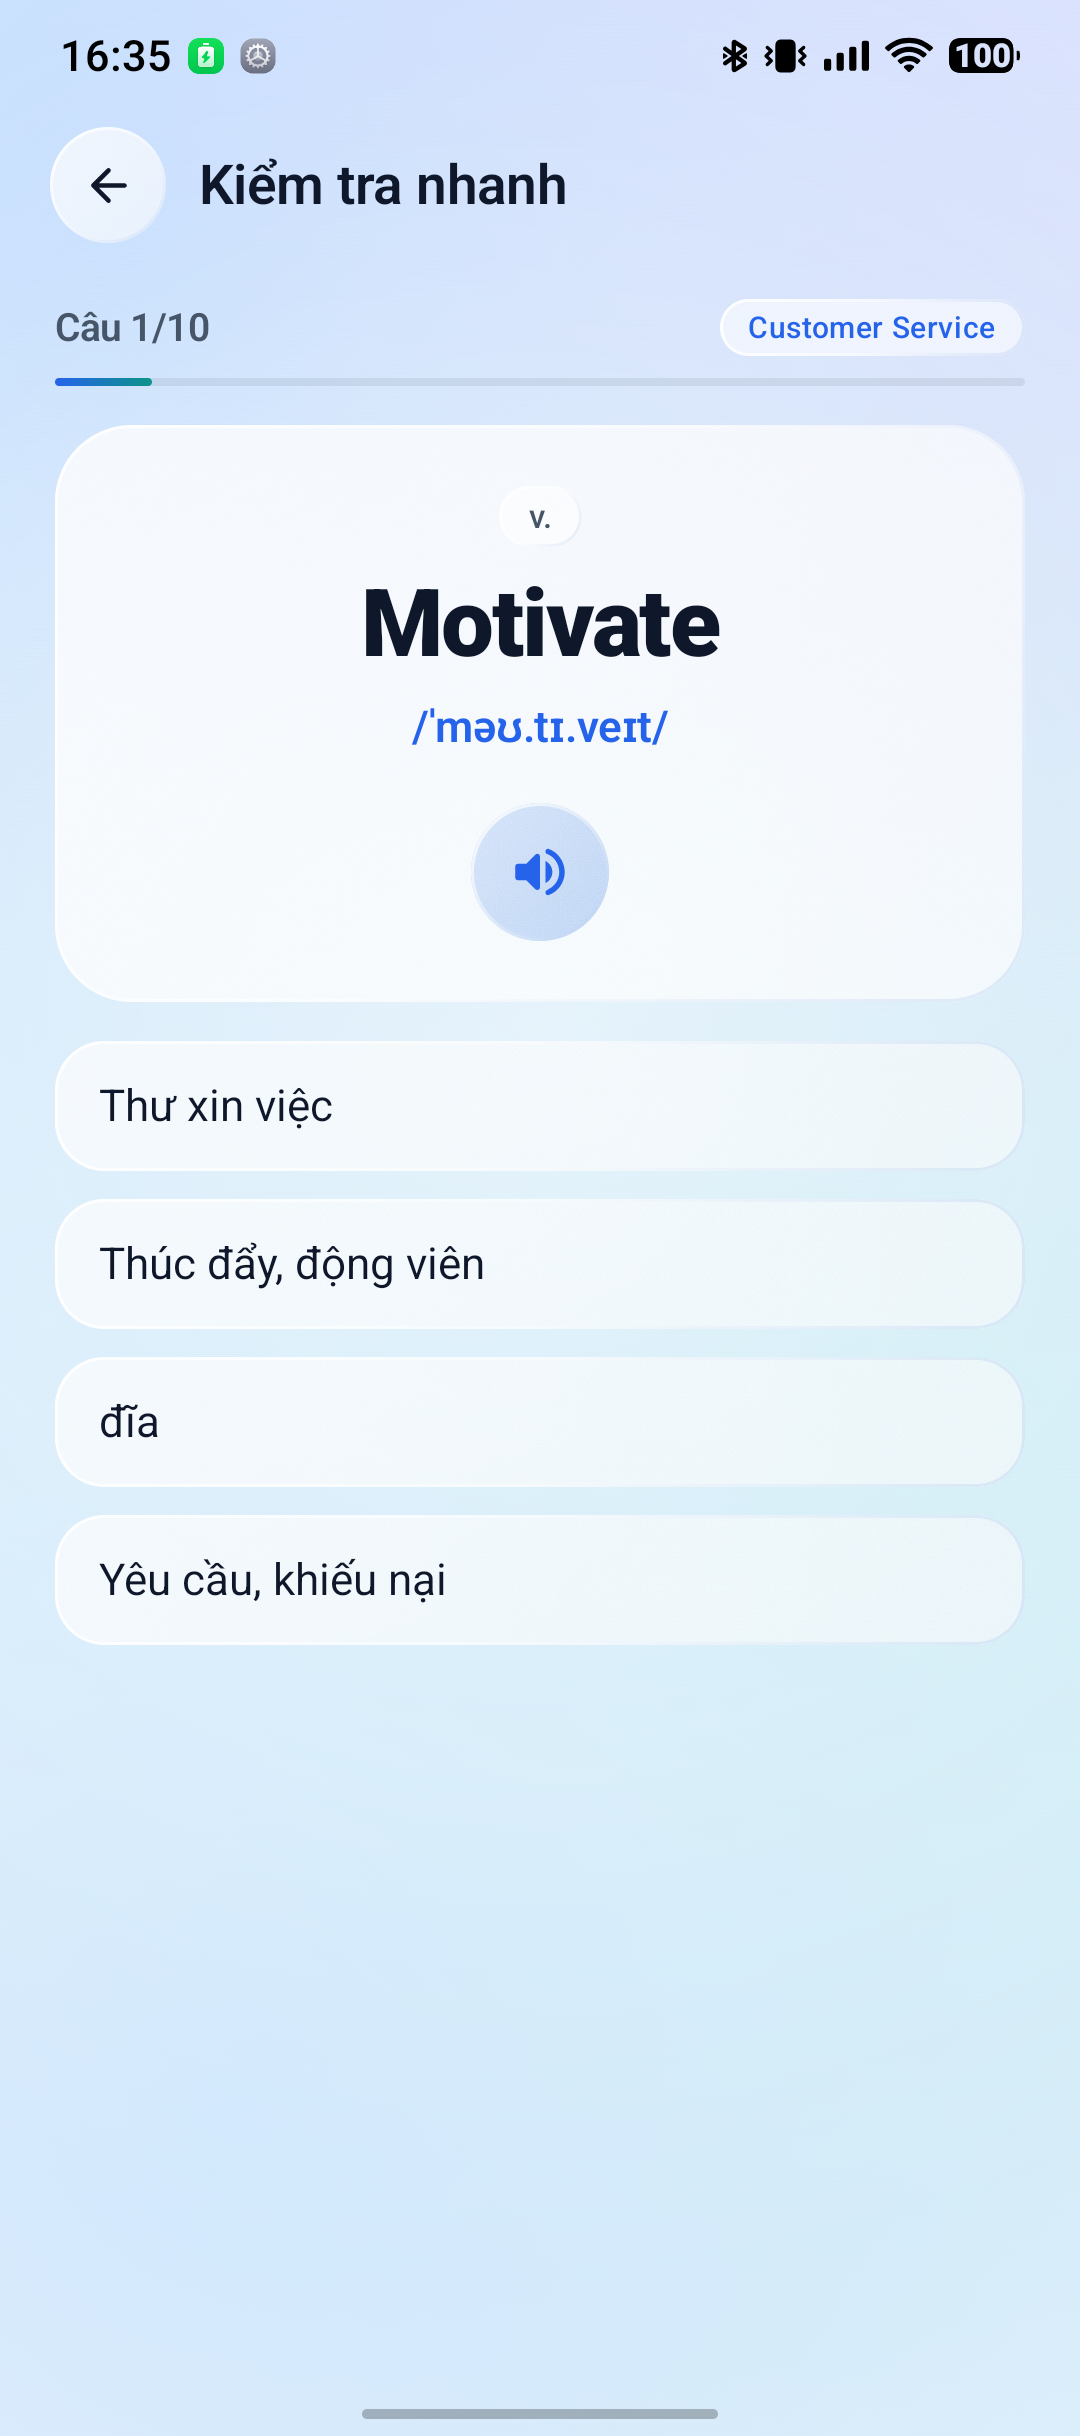 16:35
100
Kiểm tra nhanh
Câu 1/10
Customer Service
v.
Motivate
/ˈməʊ.tɪ.veɪt/
Thư xin việc
Thúc đẩy, động viên
đĩa
Yêu cầu, khiếu nại